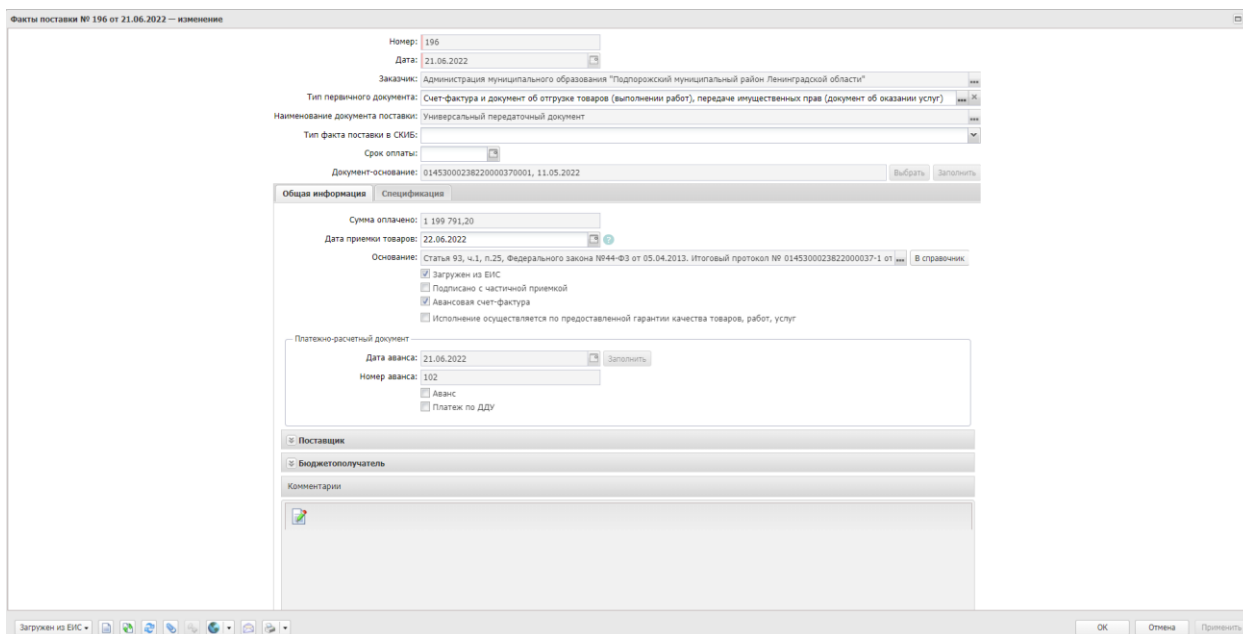 Факты поставки № 196 от 21.06.2022 — изменение
Номер: 196
Дата: 21.06.2022
Заказчик: Администрация муниципального образования "Подпорожский муниципальный район Ленинградской области"
Тип первичного документа: Счет-фактура и документ об отгрузке товаров (выполнении работ), передаче имущественных прав (документ об оказании услуг)
Наименование документа поставки: Универсальный передаточный документ
Тип факта поставки в СКИБ:
Срок оплаты:
Документ-основание: 01453000238220000370001, 11.05.2022 Выбрать Заполнить
Общая информация Спецификация
Сумма оплачено: 1 199 791,20
Дата приемки товаров: 22.06.2022
Основание: Статья 93, ч.1, п.25, Федерального закона №44-ФЗ от 05.04.2013. Итоговый протокол № 0145300023822000037-1 от ... В справочник
Загружен из ЕИС
Подписано с частичной приемкой
Авансовая счет-фактура
Исполнение осуществляется по предоставленной гарантии качества товаров, работ, услуг
Платежно-расчетный документ
Дата аванса: 21.06.2022 Заполнить
Номер аванса: 102
Аванс
Платеж по ДДУ
Поставщик
Бюджетополучатель
Комментарии
Загружен из ЕИС ОК Отмена Применить